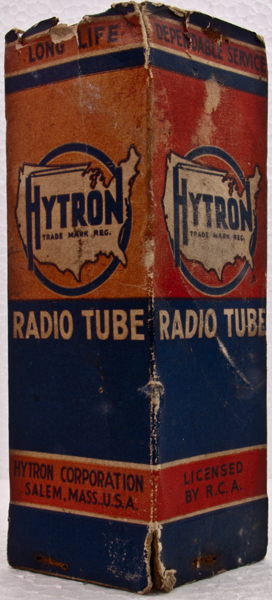 LONG LIFE
HYTRON
TRADE MARK REG.
RADIO TUBE
HYTRON CORPORATION
SALEM, MASS. U.S.A.
DEPENDABLE SERVICE
HYTRON
TRADE MARK REG.
RADIO TUBE
LICENSED
BY R.C.A.